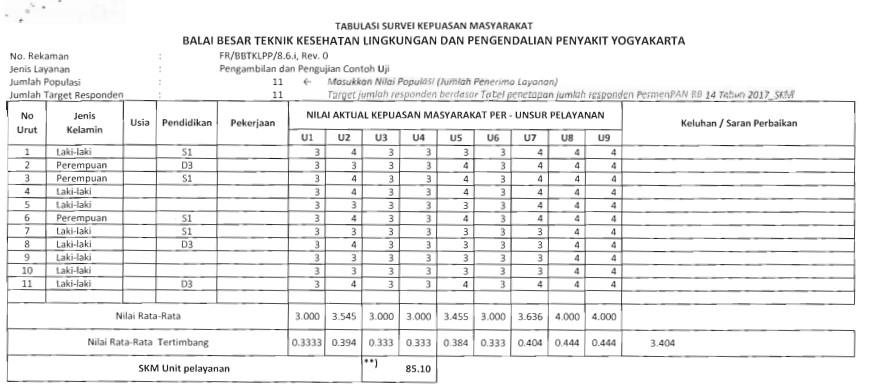 TABULASI SURVEI KEPUASAN MASYARAKAT
BALAI BESAR TEKNIK KESEHATAN LINGKUNGAN DAN PENGENDALIAN PENYAKIT YOGYAKARTA
No. Rekaman : FR/BBTKLPP/8.6.i, Rev. 0
Jenis Layanan : Pengambilan dan Pengujian Contoh Uji
Jumlah Populasi : 11 ← Masukkan Nilai Populasi (Jumlah Penerima Layanan)
Jumlah Target Responden : 11 Target jumlah responden berdasar Tabel penetapan jumlah responden PermenPAN RB 14 Tahun 2017_SKM
No Urut Jenis Kelamin Usia Pendidikan Pekerjaan NILAI AKTUAL KEPUASAN MASYARAKAT PER - UNSUR PELAYANAN Keluhan / Saran Perbaikan
U1 U2 U3 U4 U5 U6 U7 U8 U9
1 Laki-laki S1 3 4 3 3 3 3 4 4 4
2 Perempuan D3 3 3 3 3 4 3 4 4 4
3 Perempuan S1 3 4 3 3 4 3 4 4 4
4 Laki-laki 3 4 3 3 4 3 4 4 4
5 Laki-laki 3 3 3 3 3 3 4 4 4
6 Perempuan S1 3 4 3 3 4 3 4 4 4
7 Laki-laki S1 3 3 3 3 3 3 3 4 4
8 Laki-laki D3 3 4 3 3 3 3 3 4 4
9 Laki-laki 3 3 3 3 3 3 3 4 4
10 Laki-laki 3 3 3 3 3 3 3 4 4
11 Laki-laki D3 3 4 3 3 4 3 4 4 4
Nilai Rata-Rata 3.000 3.545 3.000 3.000 3.455 3.000 3.636 4.000 4.000
Nilai Rata-Rata Tertimbang 0.3333 0.394 0.333 0.333 0.384 0.333 0.404 0.444 0.444 3.404
SKM Unit pelayanan **) 85.10